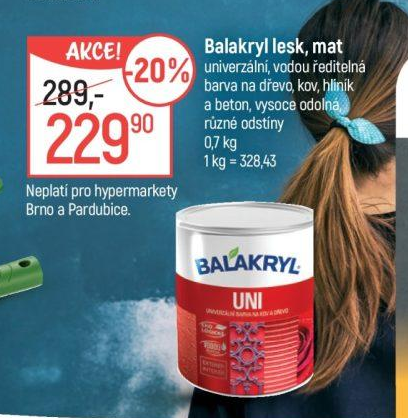 AKCE!
-20%
289,-
229 90
Balakryl lesk, mat
univerzální, vodou ředitelná
barva na dřevo, kov, hliník
a beton, vysoce odolná,
různé odstíny
0,7 kg
1 kg = 328,43
Neplatí pro hypermarkety
Brno a Pardubice.
BALAKRYL
UNI
UNIVERZÁLNÍ BARVA NA KOV A DŘEVO